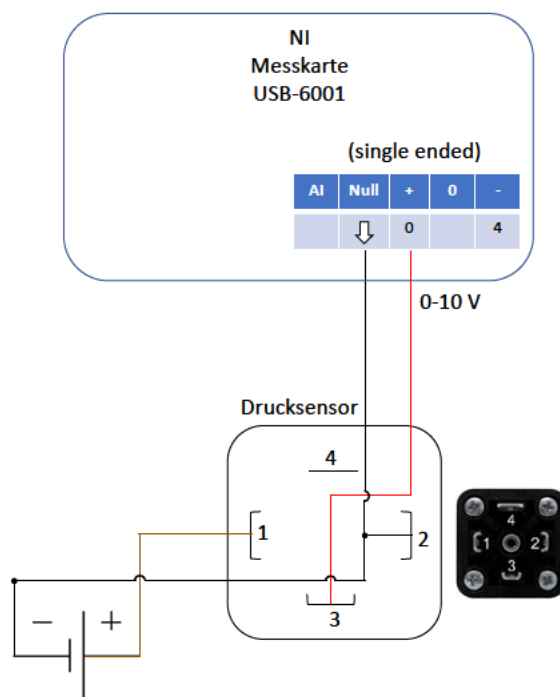 NI
Messkarte
USB-6001
(single ended)
AI Null + 0 -
0 4
0-10 V
Drucksensor
4
1
2
3
− +
4
1 2
3